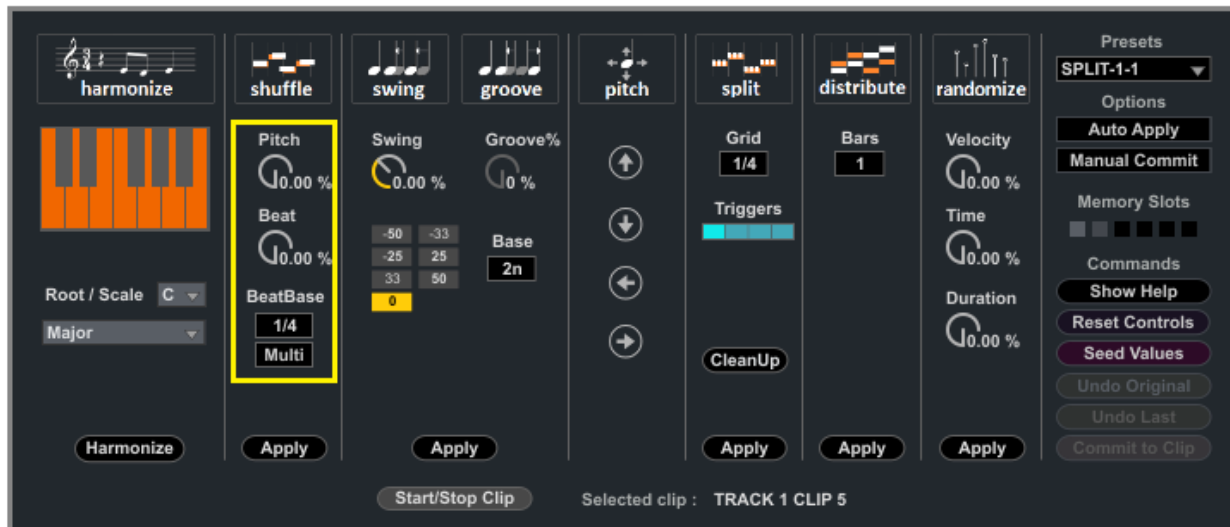 harmonize
shuffle
swing
groove
pitch
split
distribute
randomize
Root / Scale C
Major
Harmonize
Pitch
0.00 %
Beat
0.00 %
BeatBase
1/4
Multi
Apply
Swing
0.00 %
Groove%
0 %
-50 -33
-25 25
33 50
0
Base
2n
Apply
Grid
1/4
Triggers
CleanUp
Apply
Bars
1
Apply
Velocity
0.00 %
Time
0.00 %
Duration
0.00 %
Apply
Presets
SPLIT-1-1
Options
Auto Apply
Manual Commit
Memory Slots
Commands
Show Help
Reset Controls
Seed Values
Undo Original
Undo Last
Commit to Clip
Start/Stop Clip
Selected clip : TRACK 1 CLIP 5